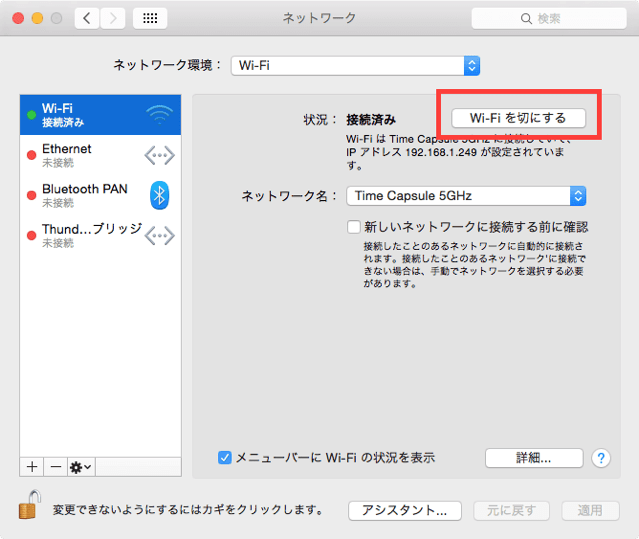 ネットワーク
検索
ネットワーク環境： Wi-Fi
Wi-Fi
接続済み
Ethernet
未接続
Bluetooth PAN
未接続
Thund...ブリッジ
未接続
状況： 接続済み
Wi-Fi を切にする
Wi-Fi は Time Capsule 5GHz に接続していて、
IP アドレス 192.168.1.249 が設定されていま
す。
ネットワーク名： Time Capsule 5GHz
新しいネットワークに接続する前に確認
接続したことのあるネットワークに自動的に接続さ
れます。接続したことのあるネットワーク'に接続で
きない場合は、手動でネットワークを選択する必要
があります。
メニューバーに Wi-Fi の状況を表示
詳細...
?
変更できないようにするにはカギをクリックします。
アシスタント...
元に戻す
適用